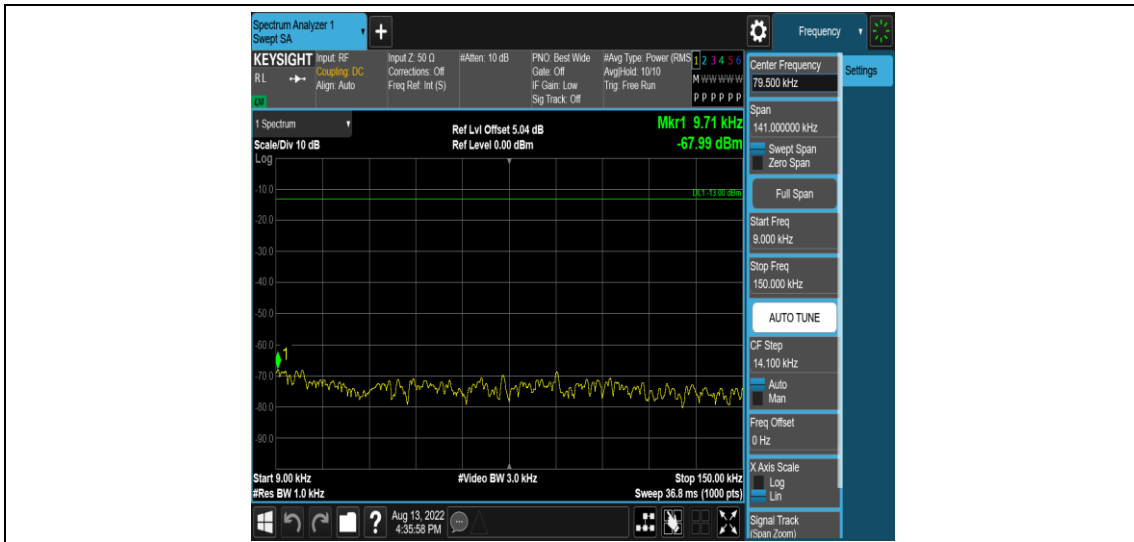 Spectrum Analyzer 1
Swept SA
+
Frequency
KEYSIGHT
RL
LXI
Input: RF
Coupling: DC
Align: Auto
Input Z: 50 Ω
Corrections: Off
Freq Ref: Int (S)
#Atten: 10 dB
PNO: Best Wide
Gate: Off
IF Gain: Low
Sig Track: Off
#Avg Type: Power (RMS
Avg|Hold: 10/10
Trig: Free Run
1 2 3 4 5 6
M W W W W W
P P P P P P
1 Spectrum
Scale/Div 10 dB
Log
Ref Lvl Offset 5.04 dB
Ref Level 0.00 dBm
Mkr1 9.71 kHz
-67.99 dBm
DL1 -13.00 dBm
-10.0
-20.0
-30.0
-40.0
-50.0
-60.0
1
-70.0
-80.0
-90.0
Start 9.00 kHz
#Res BW 1.0 kHz
#Video BW 3.0 kHz
Stop 150.00 kHz
Sweep 36.8 ms (1000 pts)
?
Aug 13, 2022
4:35:58 PM
Center Frequency
79.500 kHz
Settings
Span
141.000000 kHz
Swept Span
Zero Span
Full Span
Start Freq
9.000 kHz
Stop Freq
150.000 kHz
AUTO TUNE
CF Step
14.100 kHz
Auto
Man
Freq Offset
0 Hz
X Axis Scale
Log
Lin
Signal Track
(Span Zoom)